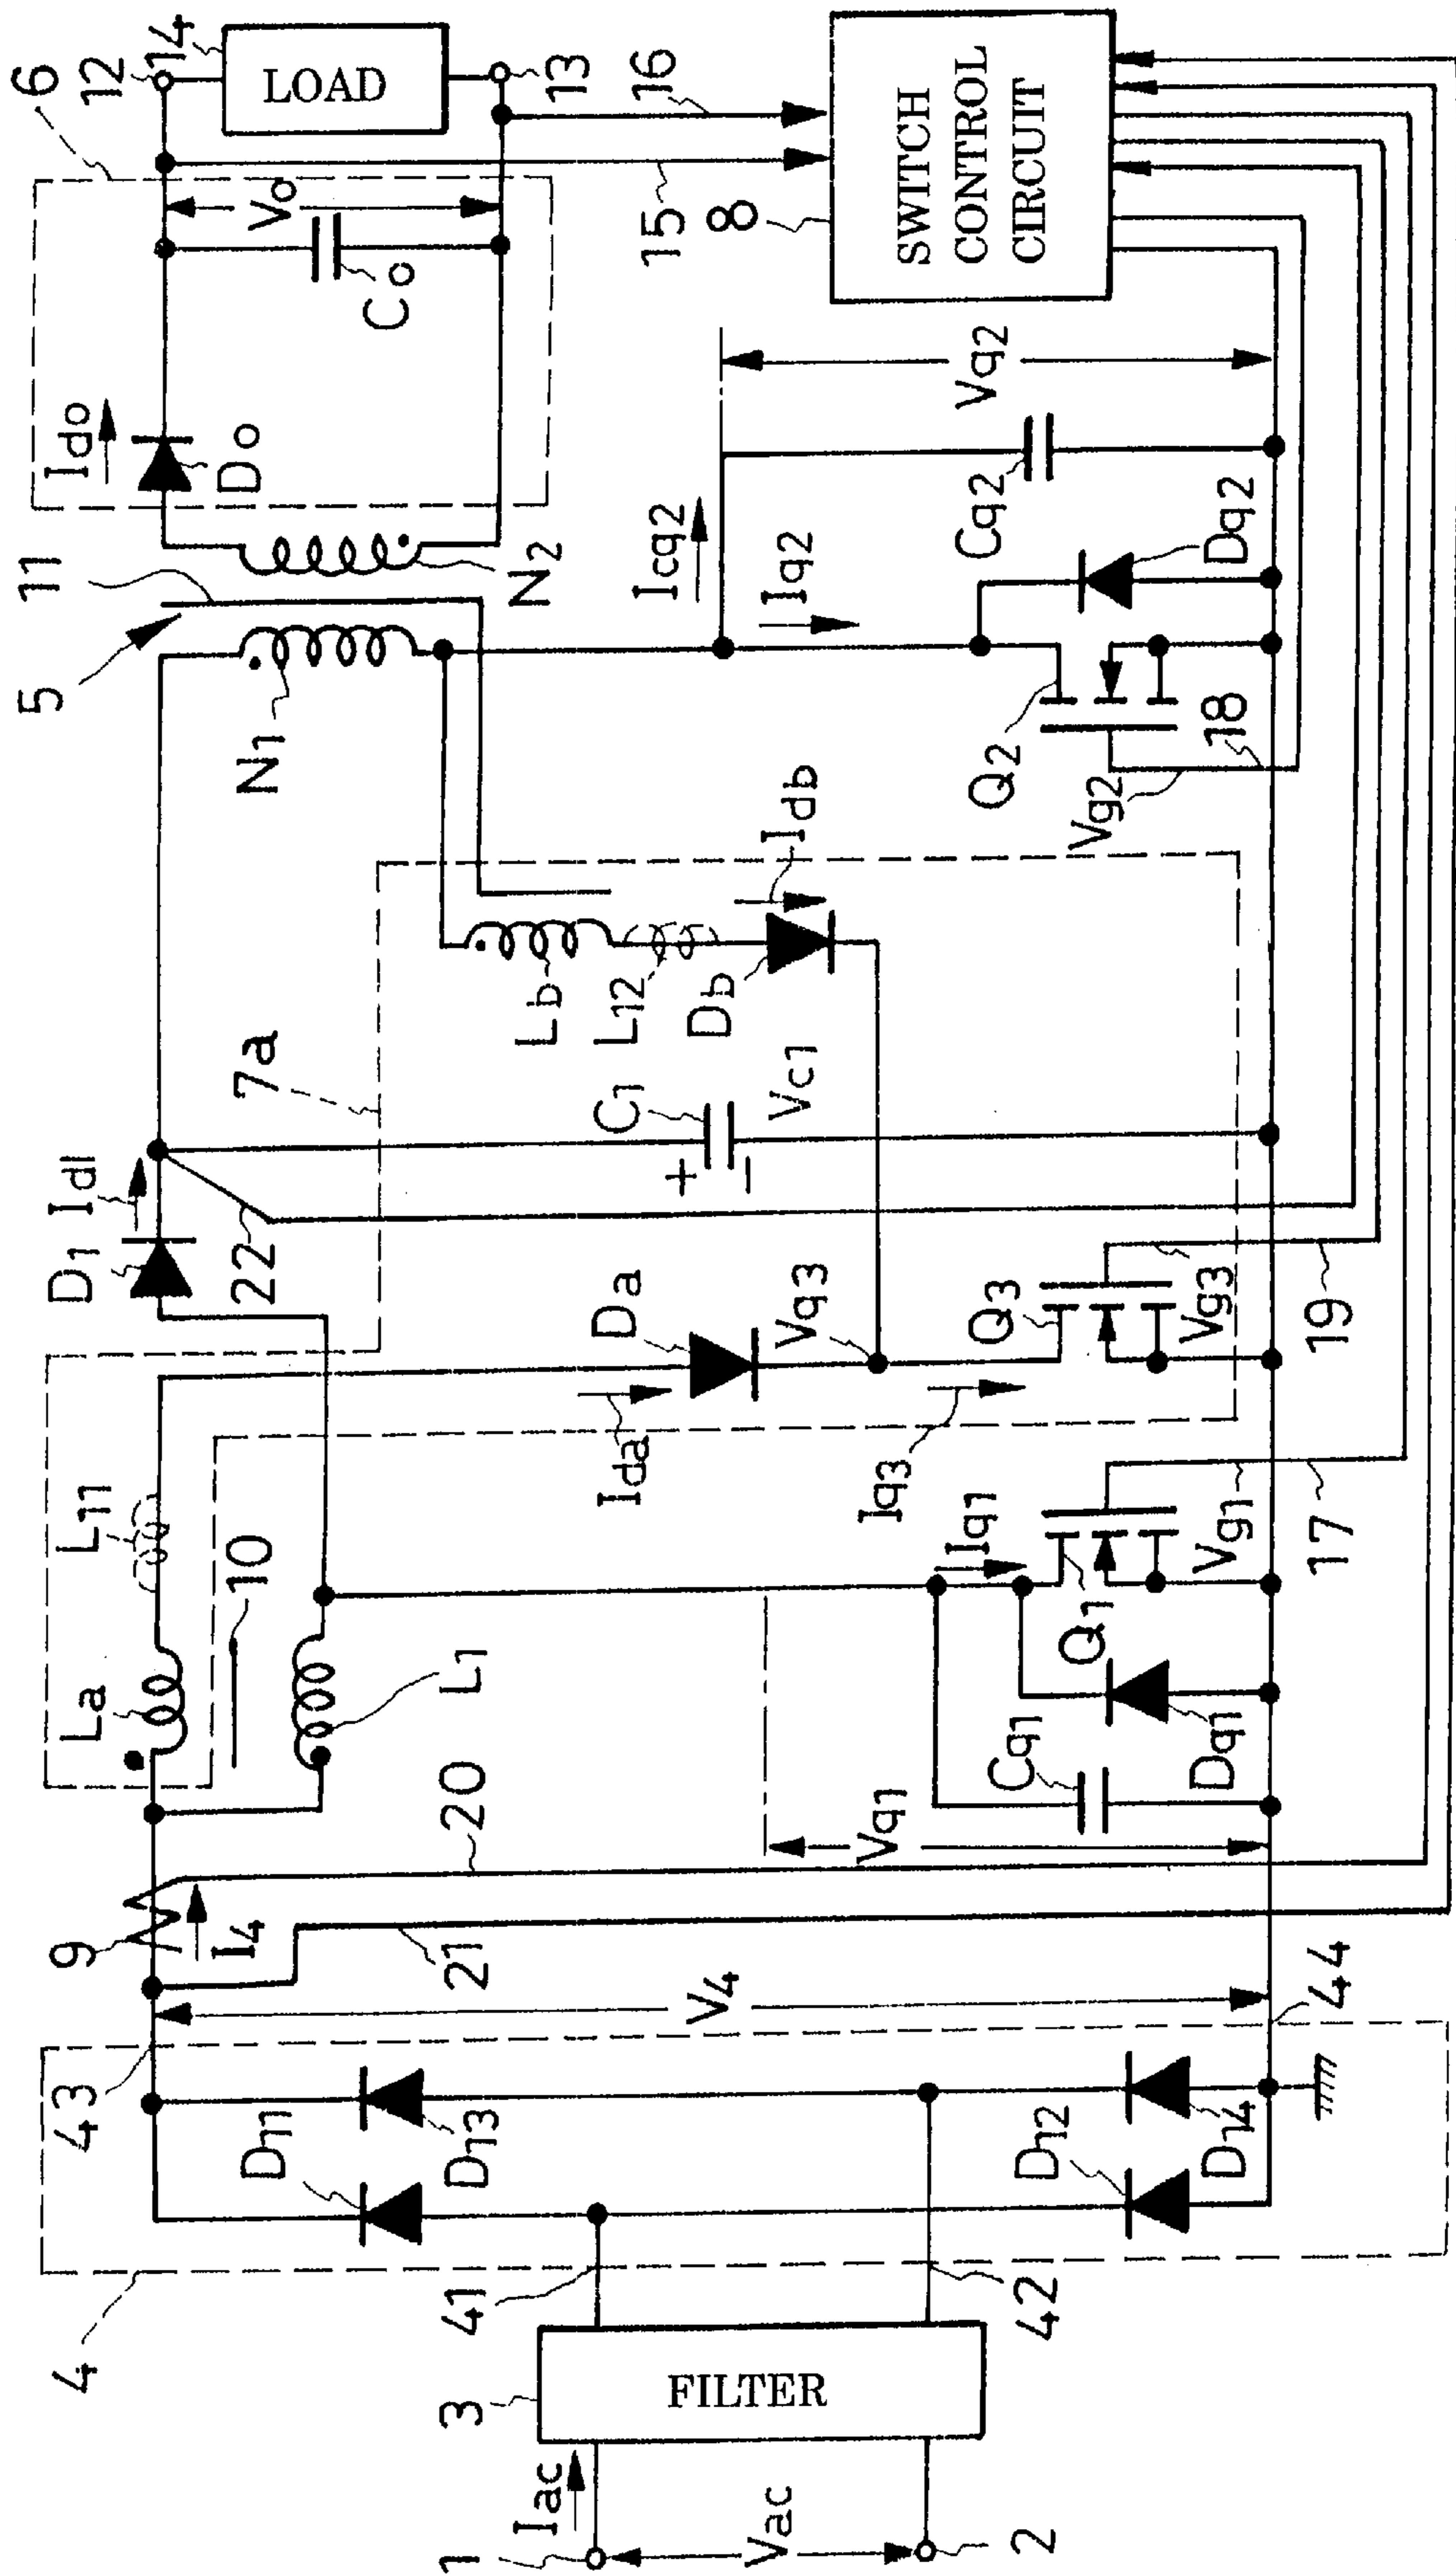 1
2
Iac
Vac
3
FILTER
41
42
4
D11
D13
D12
D14
43
44
V4
9
I4
21
20
La
L11
10
L1
Vq1
Cq1
Dq1
Q1
Iq1
Vg1
17
Ida
Da
Iq3
Vq3
Q3
Vg3
19
D1
Id1
22
7a
C1
+
−
Vc1
Lb
L12
Db
Idb
5
N1
11
N2
Icq2
Iq2
Q2
Vg2
18
Cq2
Dq2
Vq2
Ido
Do
Co
Vo
6
12
14
LOAD
13
15
16
8
SWITCH
CONTROL
CIRCUIT